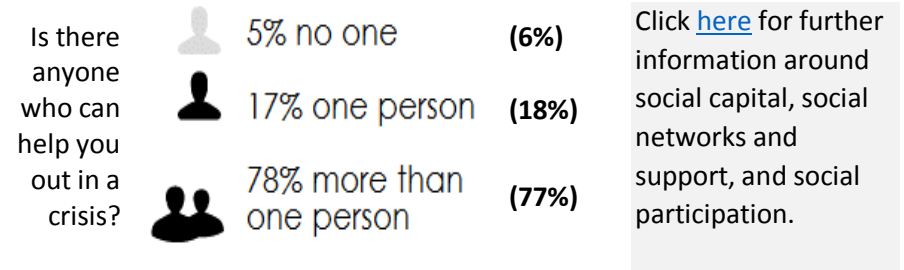 Is there
anyone
who can
help you
out in a
crisis?
5% no one (6%)
17% one person (18%)
78% more than
one person
(77%)
Click here for further
information around
social capital, social
networks and
support, and social
participation.